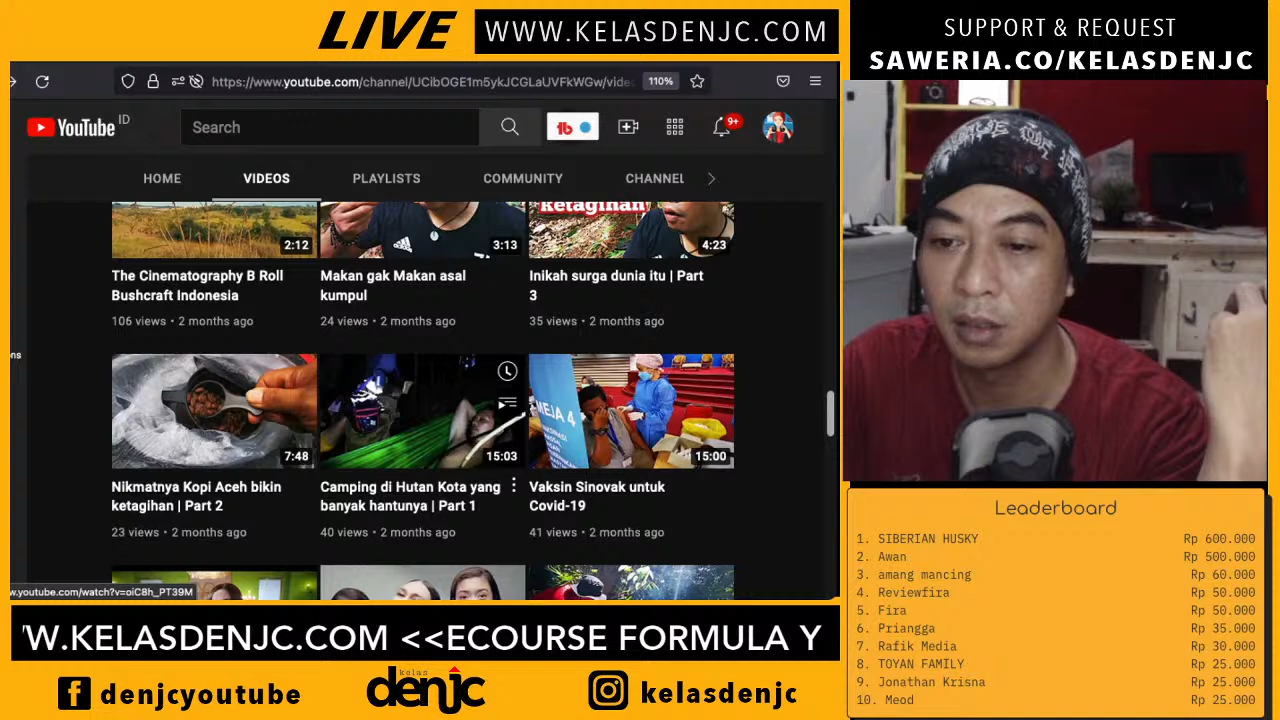 LIVE
WWW.KELASDENJC.COM
SUPPORT & REQUEST
SAWERIA.CO/KELASDENJC
https://www.youtube.com/channel/UCibOGE1m5ykJCGLaUVFkWGw/vide
110%
YouTube ID
Search
9+
HOME
VIDEOS
PLAYLISTS
COMMUNITY
CHANNEL
ketagihan
2:12
3:13
4:23
The Cinematography B Roll
Bushcraft Indonesia
106 views • 2 months ago
Makan gak Makan asal
kumpul
24 views • 2 months ago
Inikah surga dunia itu | Part
3
35 views • 2 months ago
ons
MEJA 4
7:48
15:03
15:00
Nikmatnya Kopi Aceh bikin
ketagihan | Part 2
23 views • 2 months ago
Camping di Hutan Kota yang
banyak hantunya | Part 1
40 views • 2 months ago
Vaksin Sinovak untuk
Covid-19
41 views • 2 months ago
w.youtube.com/watch?v=oiC8h_PT39M
Leaderboard
1. SIBERIAN HUSKY Rp 600.000
2. Awan Rp 500.000
3. amang mancing Rp 60.000
4. Reviewfira Rp 50.000
5. Fira Rp 50.000
6. Priangga Rp 35.000
7. Rafik Media Rp 30.000
8. TOYAN FAMILY Rp 25.000
9. Jonathan Krisna Rp 25.000
10. Meod Rp 25.000
W.KELASDENJC.COM <<ECOURSE FORMULA Y
denjcyoutube
kelas
denjc
kelasdenjc